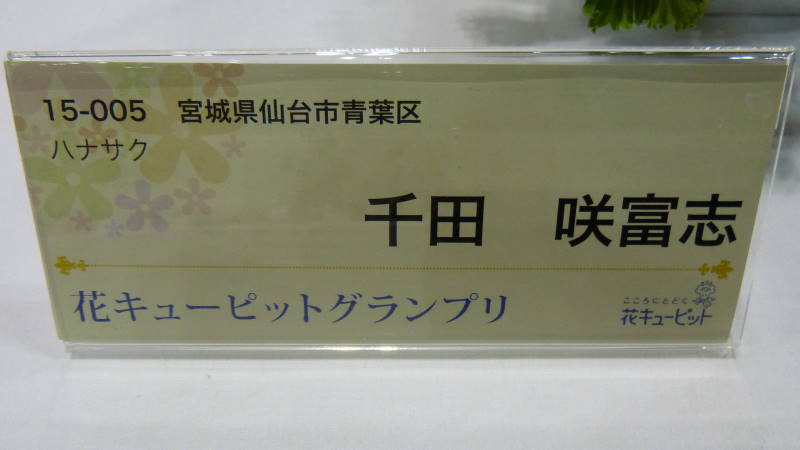 15-005 宮城県仙台市青葉区
ハナサク
千田 咲富志
花キューピットグランプリ
こころにとどく
花キューピット